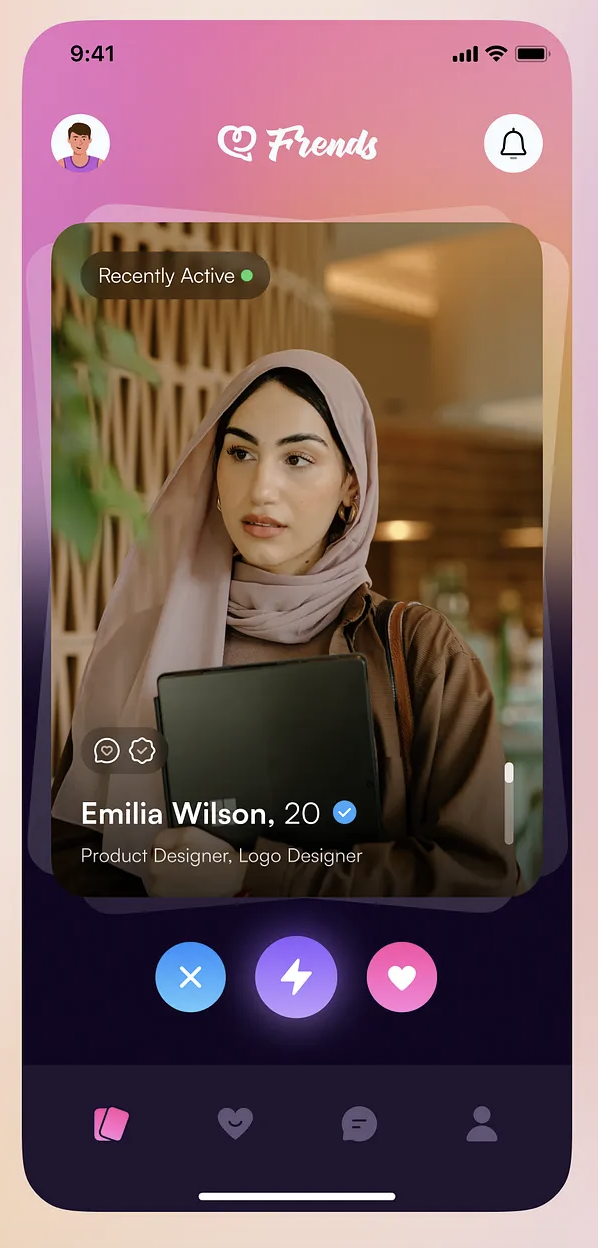 9:41
Frends
Recently Active
Emilia Wilson, 20
Product Designer, Logo Designer